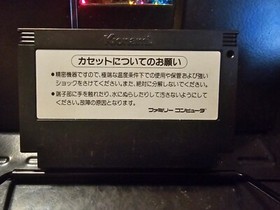 Konami
カセットについてのお願い
●精密機器ですので、極端な温度条件下での使用や保管および強い
ショックをさけてください。また、絶対に分解しないでください。
●端子部に手を触れたり、水にぬらしたりして汚さないようにして
ください。故障の原因となります。
ファミリー コンピュータ